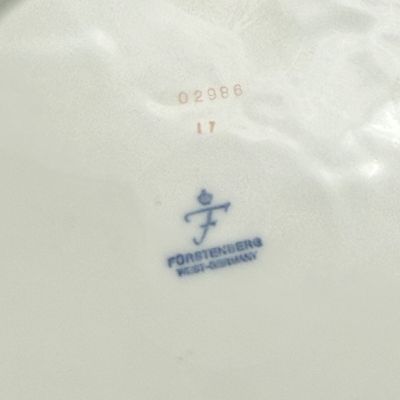 02986
17
F
FÜRSTENBERG
WEST-GERMANY